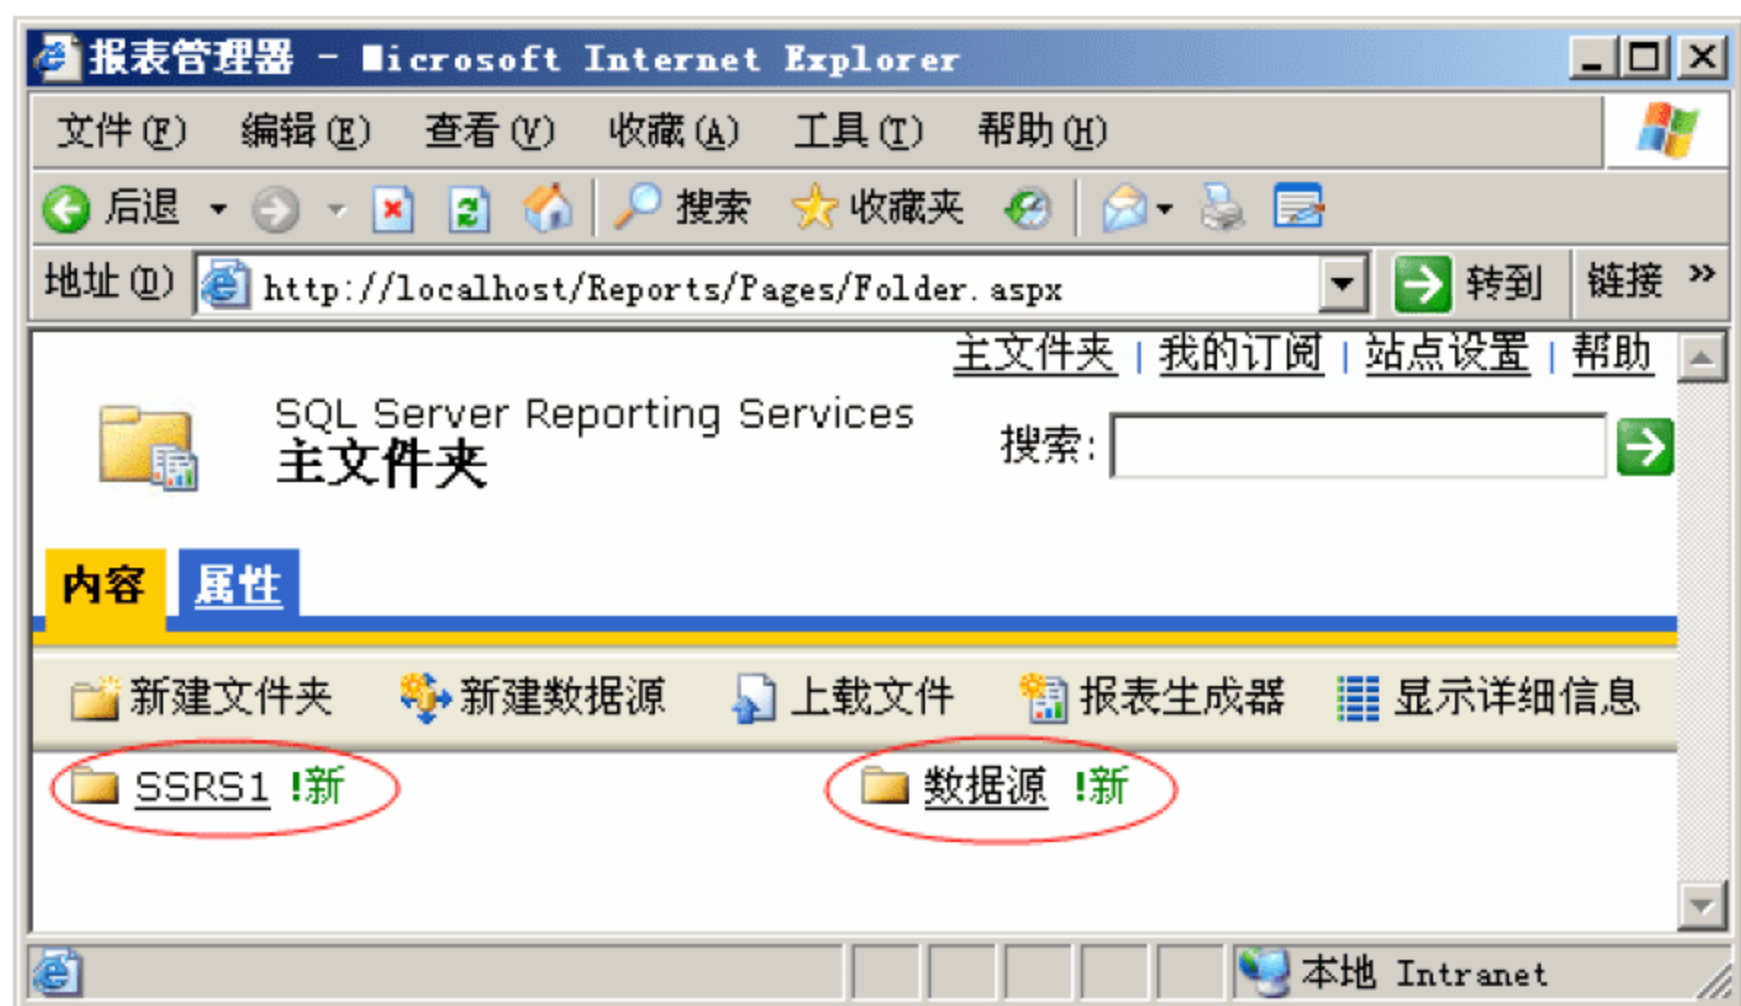 报表管理器 - Microsoft Internet Explorer
文件(F) 编辑(E) 查看(V) 收藏(A) 工具(T) 帮助(H)
后退 搜索 收藏夹
地址(D) http://localhost/Reports/Pages/Folder.aspx 转到 链接 »
主文件夹 | 我的订阅 | 站点设置 | 帮助
SQL Server Reporting Services
主文件夹 搜索:
内容 属性
新建文件夹 新建数据源 上载文件 报表生成器 显示详细信息
SSRS1 !新 数据源 !新
本地 Intranet